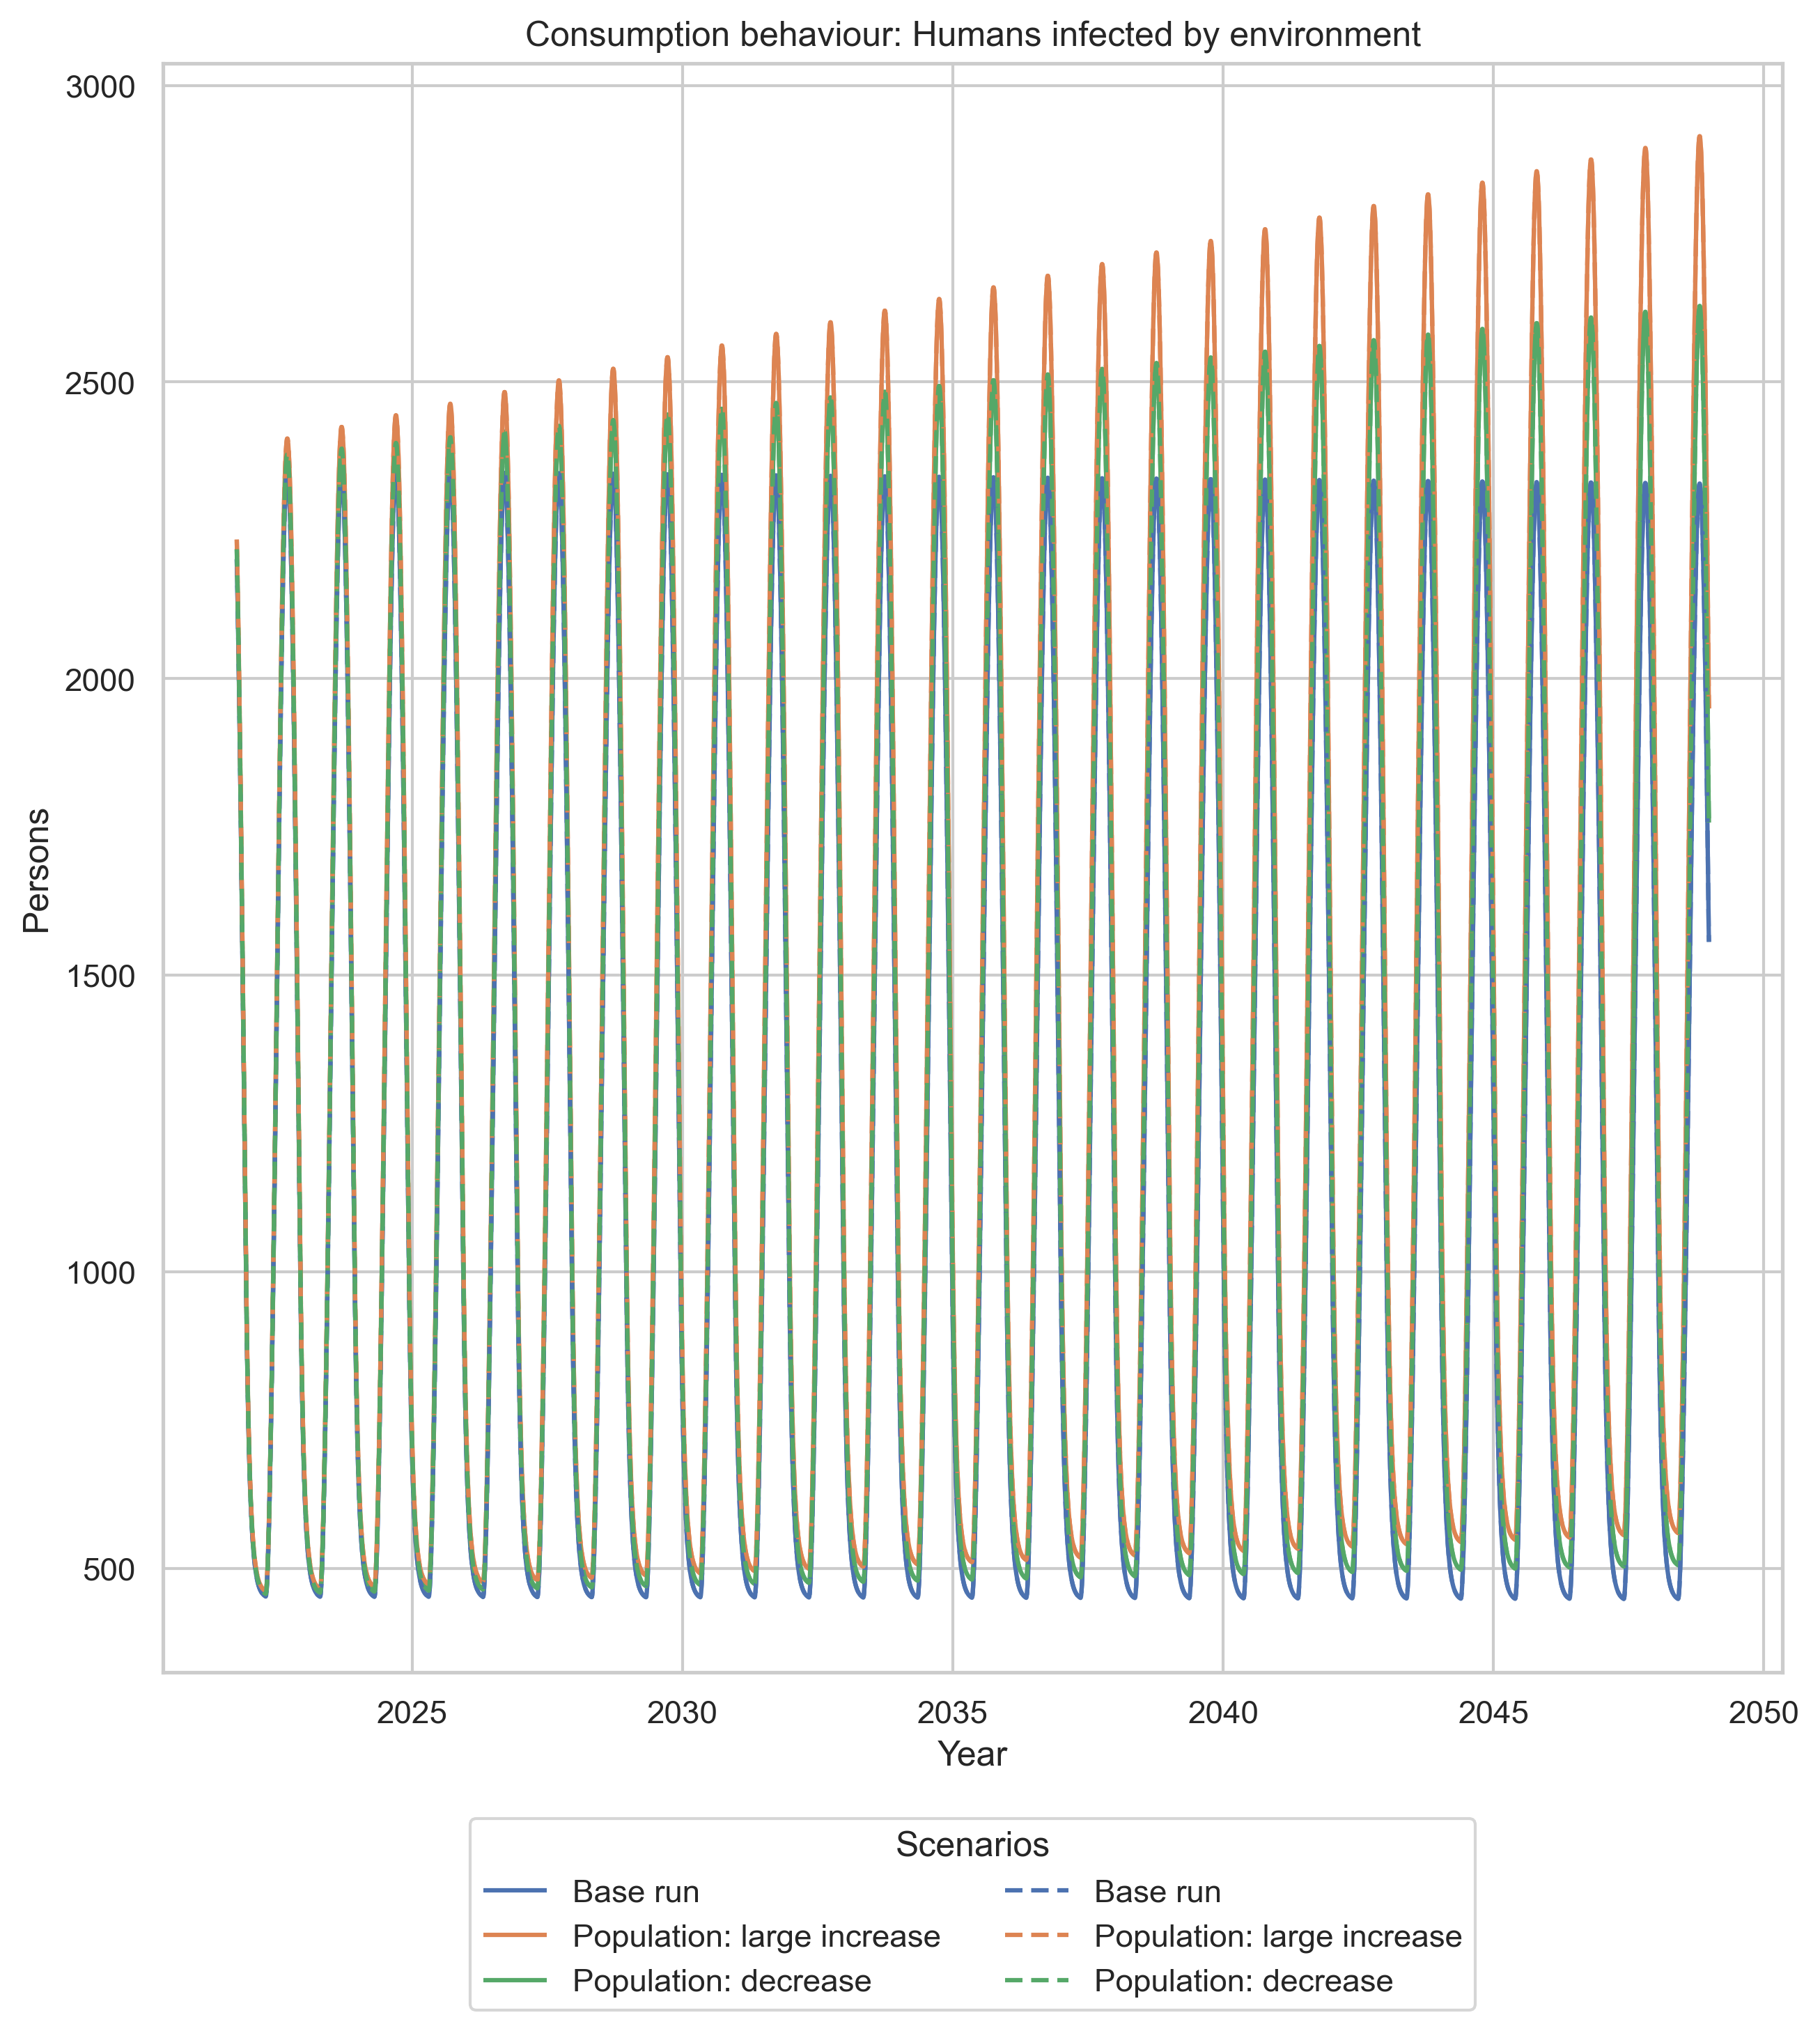 Consumption behaviour: Humans infected by environment
3000
2500
2000
1500
1000
500
Persons
2025 2030 2035 2040 2045 2050
Year
Scenarios
Base run Base run
Population: large increase Population: large increase
Population: decrease Population: decrease